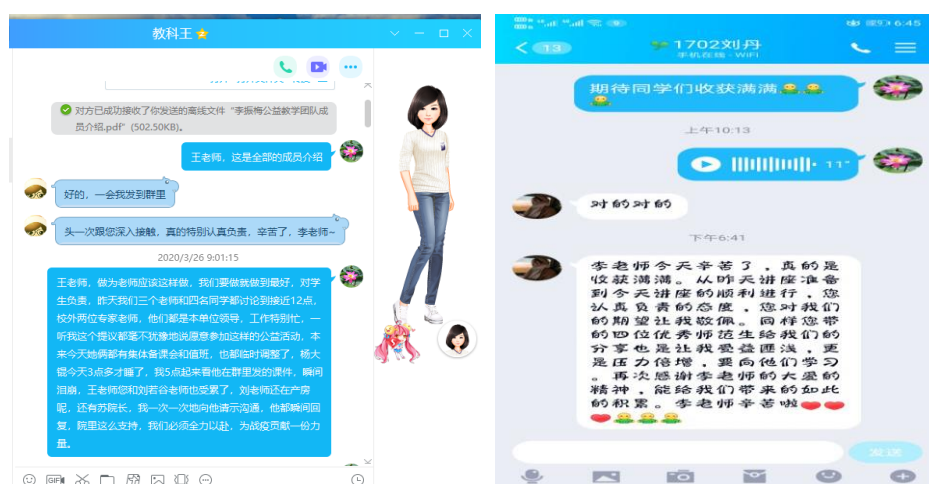 教科王
对方已成功接收了你发送的离线文件“李振梅公益教学团队成
员介绍.pdf”(502.50KB)。
王老师，这是全部的成员介绍
好的，一会我发到群里
头一次跟您深入接触，真的特别认真负责，辛苦了，李老师~
2020/3/26 9:01:15
王老师，做为老师应该这样做，我们要做就做到最好，对学
生负责，昨天我们三个老师和四名同学都讨论到接近12点，
校外两位专家老师，他们都是本单位领导，工作特别忙，一
听我这个提议都毫不犹豫地说愿意参加这样的公益活动，本
来今天她俩都有集体备课会和值班，也都临时调整了，杨大
锟今天3点多才睡了，我5点起来看他在群里发的课件，瞬间
泪崩，王老师您和刘若谷老师也受累了，刘老师还在产房
呢，还有苏院长，我一次一次地向他请示沟通，他都瞬间回
复，院里这么支持，我们必须全力以赴，为战疫贡献一份力
量。
GIF
6:45
13
1702刘丹
手机在线 - WiFi
期待同学们收获满满
上午10:13
11"
对的对的
下午6:41
李老师今天辛苦了，真的是
收获满满。从昨天讲座准备
到今天讲座的顺利进行，您
认真负责的态度，您对我们
的期望让我敬佩。同样您带
的四位优秀师范生给我们的
分享也是让我受益匪浅，更
是压力倍增，要向他们学习
。再次感谢李老师的大爱的
精神，能给我们带来的如此
的积累。李老师辛苦啦
发送